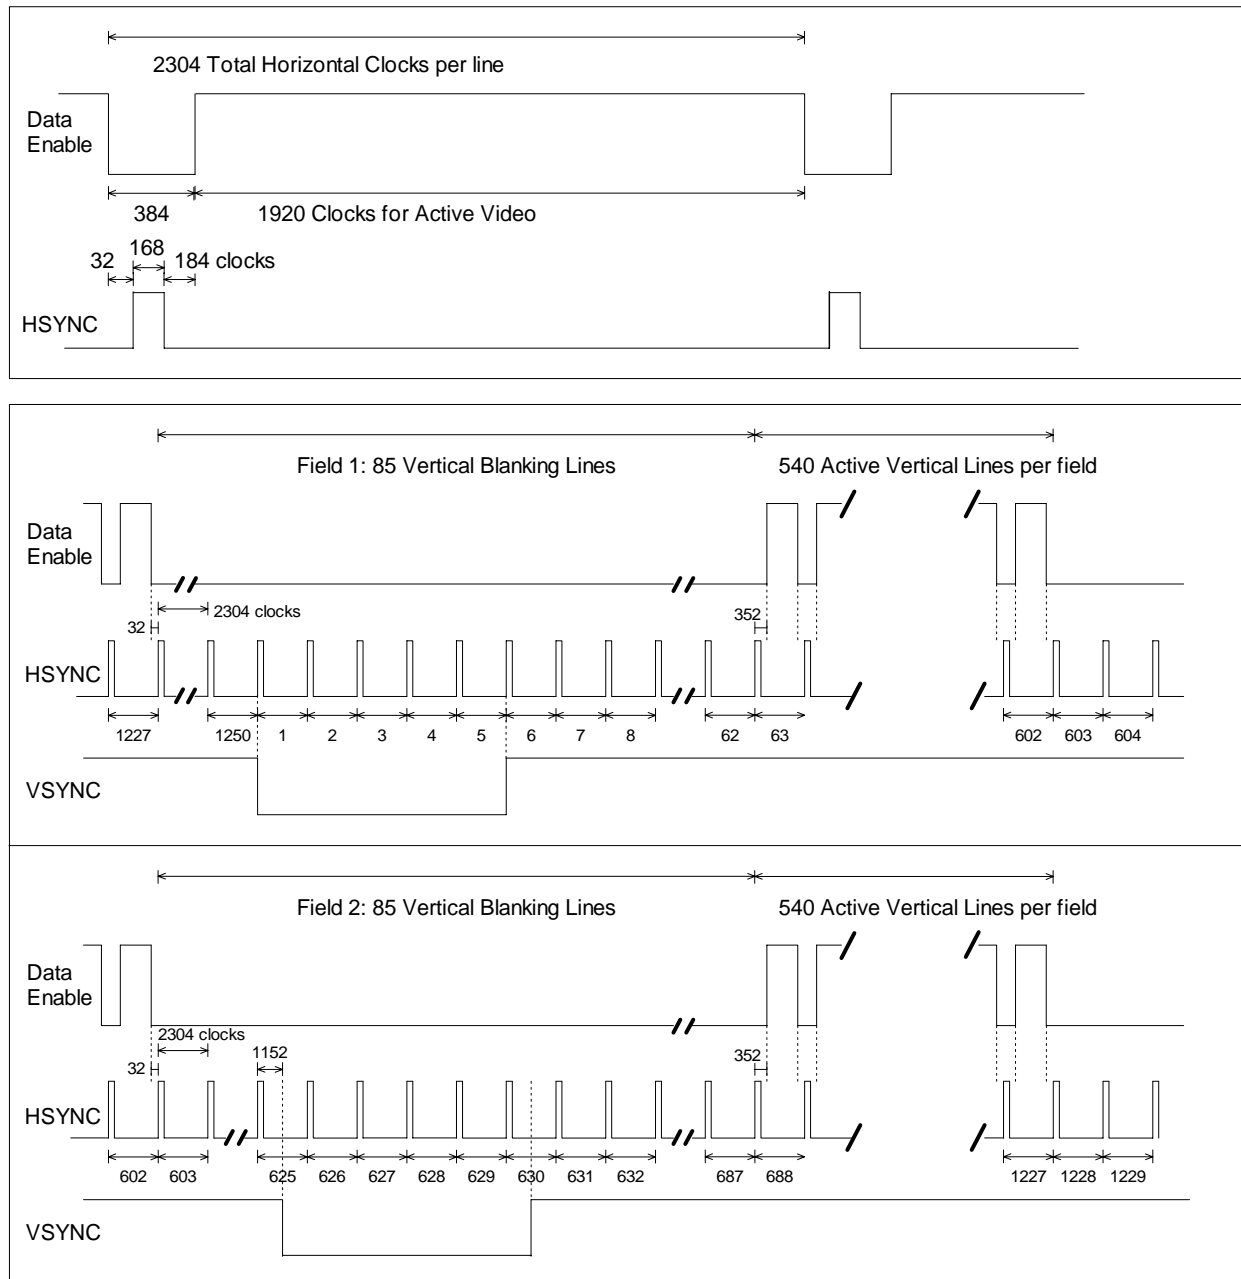 2304 Total Horizontal Clocks per line
Data
Enable
384
1920 Clocks for Active Video
168
32
184 clocks
HSYNC
Field 1: 85 Vertical Blanking Lines
540 Active Vertical Lines per field
Data
Enable
2304 clocks
32
352
HSYNC
1227
1250
1
2
3
4
5
6
7
8
62
63
602
603
604
VSYNC
Field 2: 85 Vertical Blanking Lines
540 Active Vertical Lines per field
Data
Enable
2304 clocks
1152
32
352
HSYNC
602
603
625
626
627
628
629
630
631
632
687
688
1227
1228
1229
VSYNC